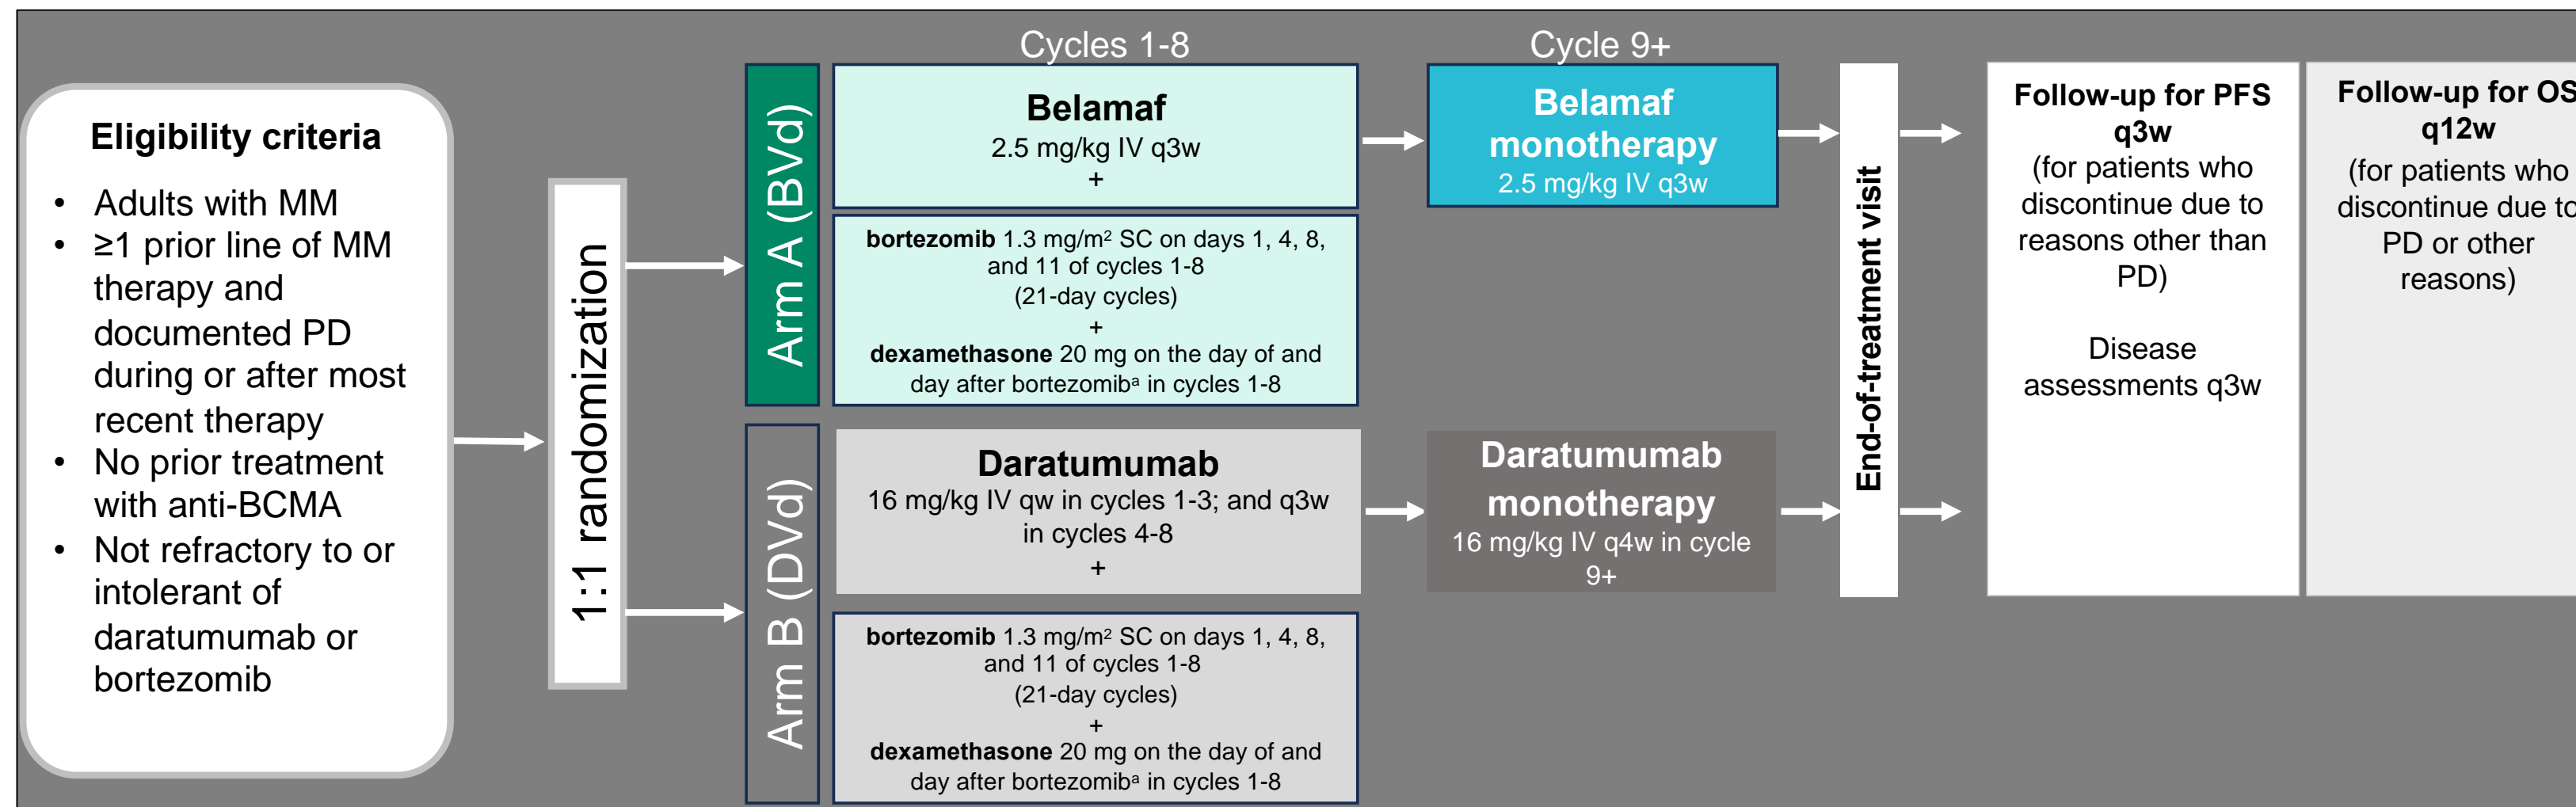 Eligibility criteria
• Adults with MM
• ≥1 prior line of MM
therapy and
documented PD
during or after most
recent therapy
• No prior treatment
with anti-BCMA
• Not refractory to or
intolerant of
daratumumab or
bortezomib
1:1 randomization
Cycles 1-8
Cycle 9+
Arm A (BVd)
Belamaf
2.5 mg/kg IV q3w
+
bortezomib 1.3 mg/m² SC on days 1, 4, 8,
and 11 of cycles 1-8
(21-day cycles)
+
dexamethasone 20 mg on the day of and
day after bortezomibᵃ in cycles 1-8
Belamaf
monotherapy
2.5 mg/kg IV q3w
Arm B (DVd)
Daratumumab
16 mg/kg IV qw in cycles 1-3; and q3w
in cycles 4-8
+
bortezomib 1.3 mg/m² SC on days 1, 4, 8,
and 11 of cycles 1-8
(21-day cycles)
+
dexamethasone 20 mg on the day of and
day after bortezomibᵃ in cycles 1-8
Daratumumab
monotherapy
16 mg/kg IV q4w in cycle
9+
End-of-treatment visit
Follow-up for PFS
q3w
(for patients who
discontinue due to
reasons other than
PD)
Disease
assessments q3w
Follow-up for OS
q12w
(for patients who
discontinue due to
PD or other
reasons)